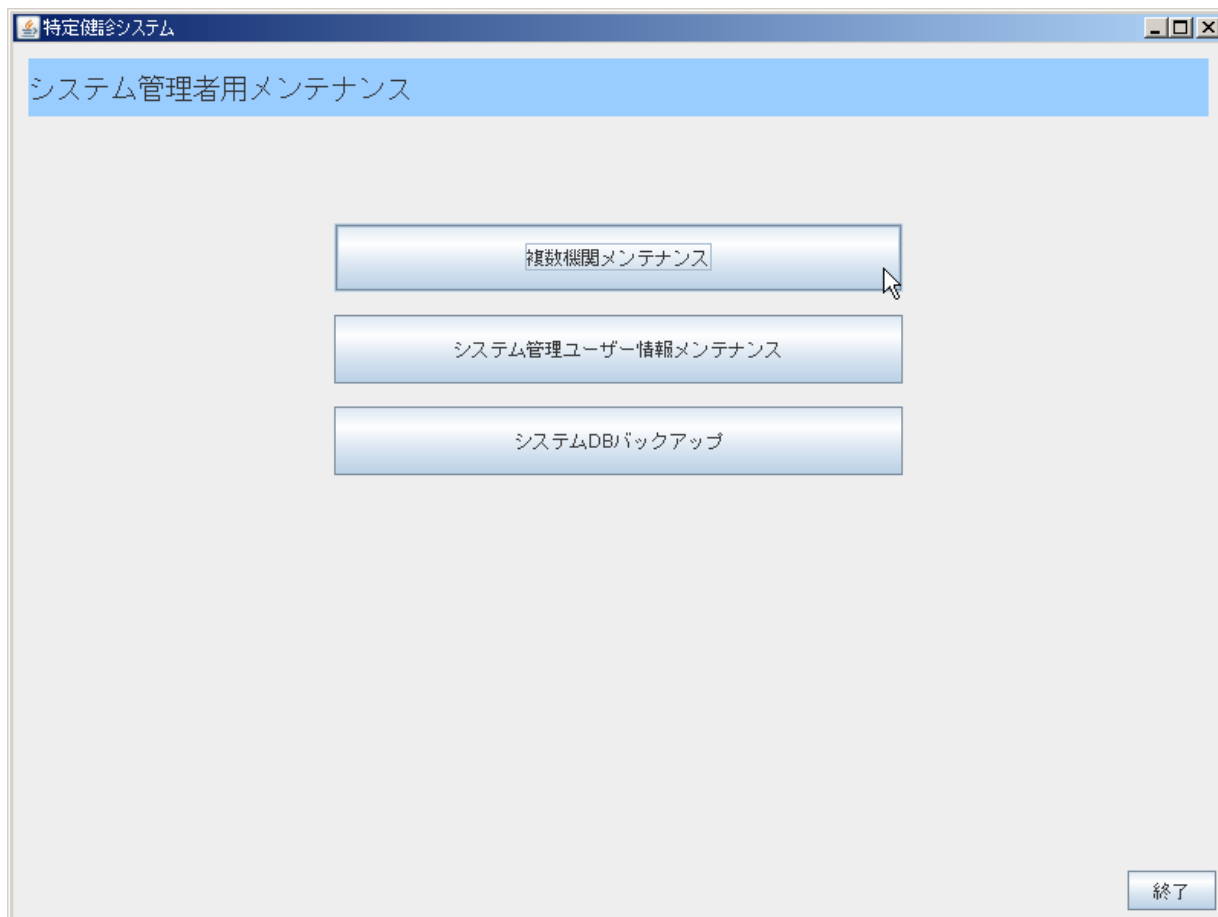 特定健診システム
システム管理者用メンテナンス
複数機関メンテナンス
システム管理ユーザー情報メンテナンス
システムDBバックアップ
終了